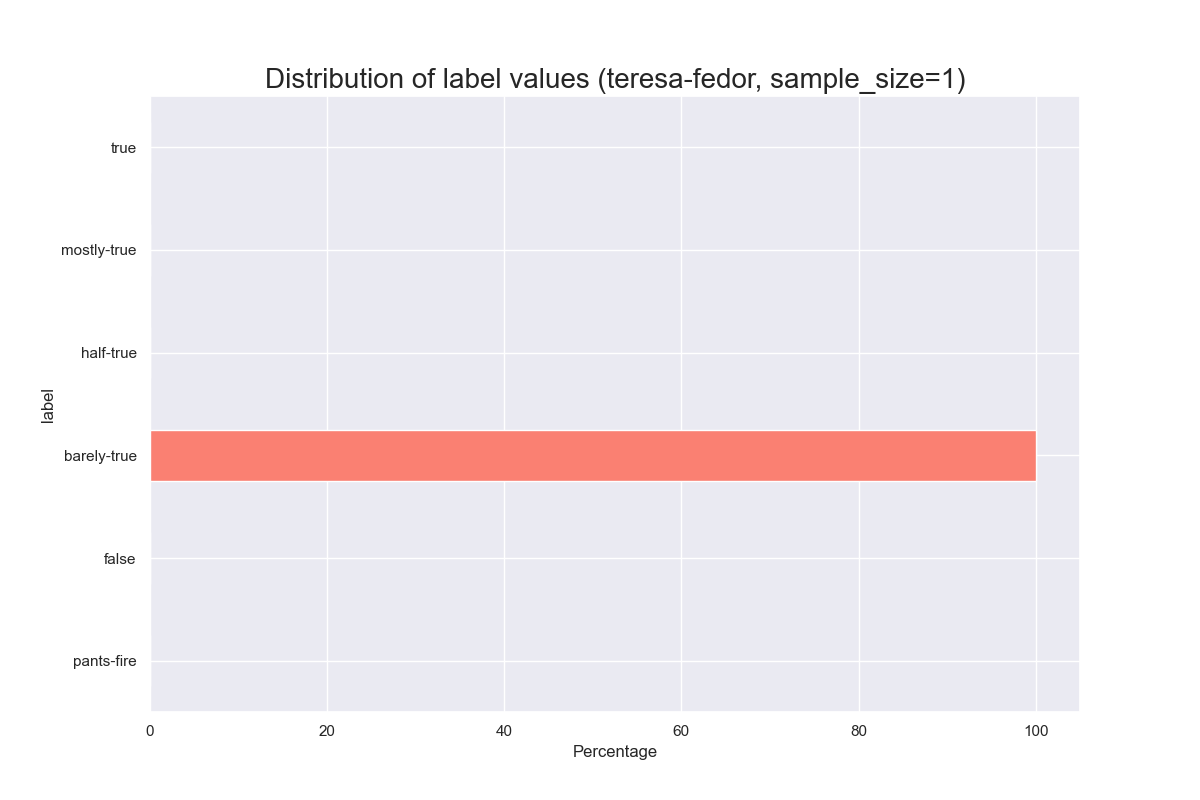 Distribution of label values (teresa-fedor, sample_size=1)
true
mostly-true
half-true
label
barely-true
false
pants-fire
0 20 40 60 80 100
Percentage